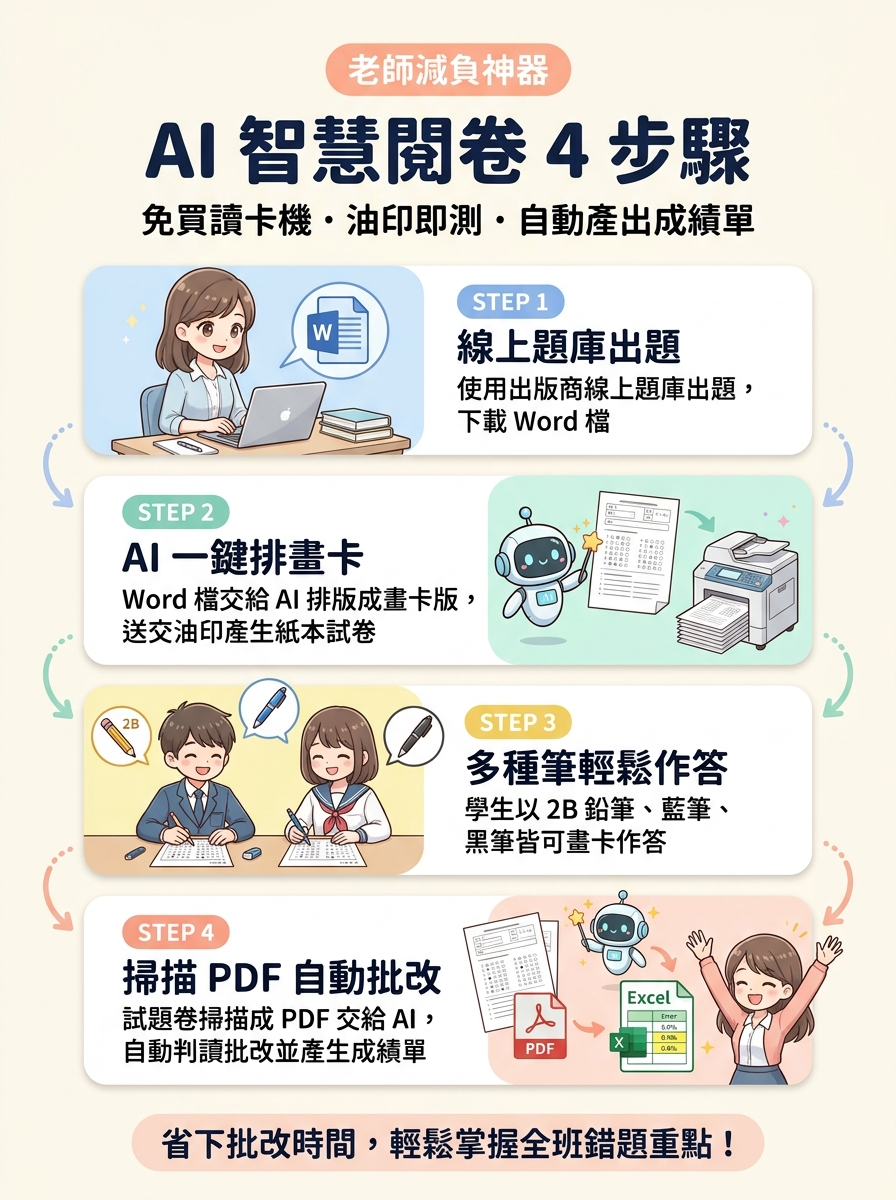 老師減負神器
AI 智慧閱卷 4 步驟
免買讀卡機・油印即測・自動產出成績單
W
STEP 1
線上題庫出題
使用出版商線上題庫出題，
下載 Word 檔
STEP 2
AI 一鍵排畫卡
Word 檔交給 AI 排版成畫卡版，
送交油印產生紙本試卷
AI
2B
STEP 3
多種筆輕鬆作答
學生以 2B 鉛筆、藍筆、
黑筆皆可畫卡作答
STEP 4
掃描 PDF 自動批改
試題卷掃描成 PDF 交給 AI，
自動判讀批改並產生成績單
PDF
Excel
X
省下批改時間，輕鬆掌握全班錯題重點！